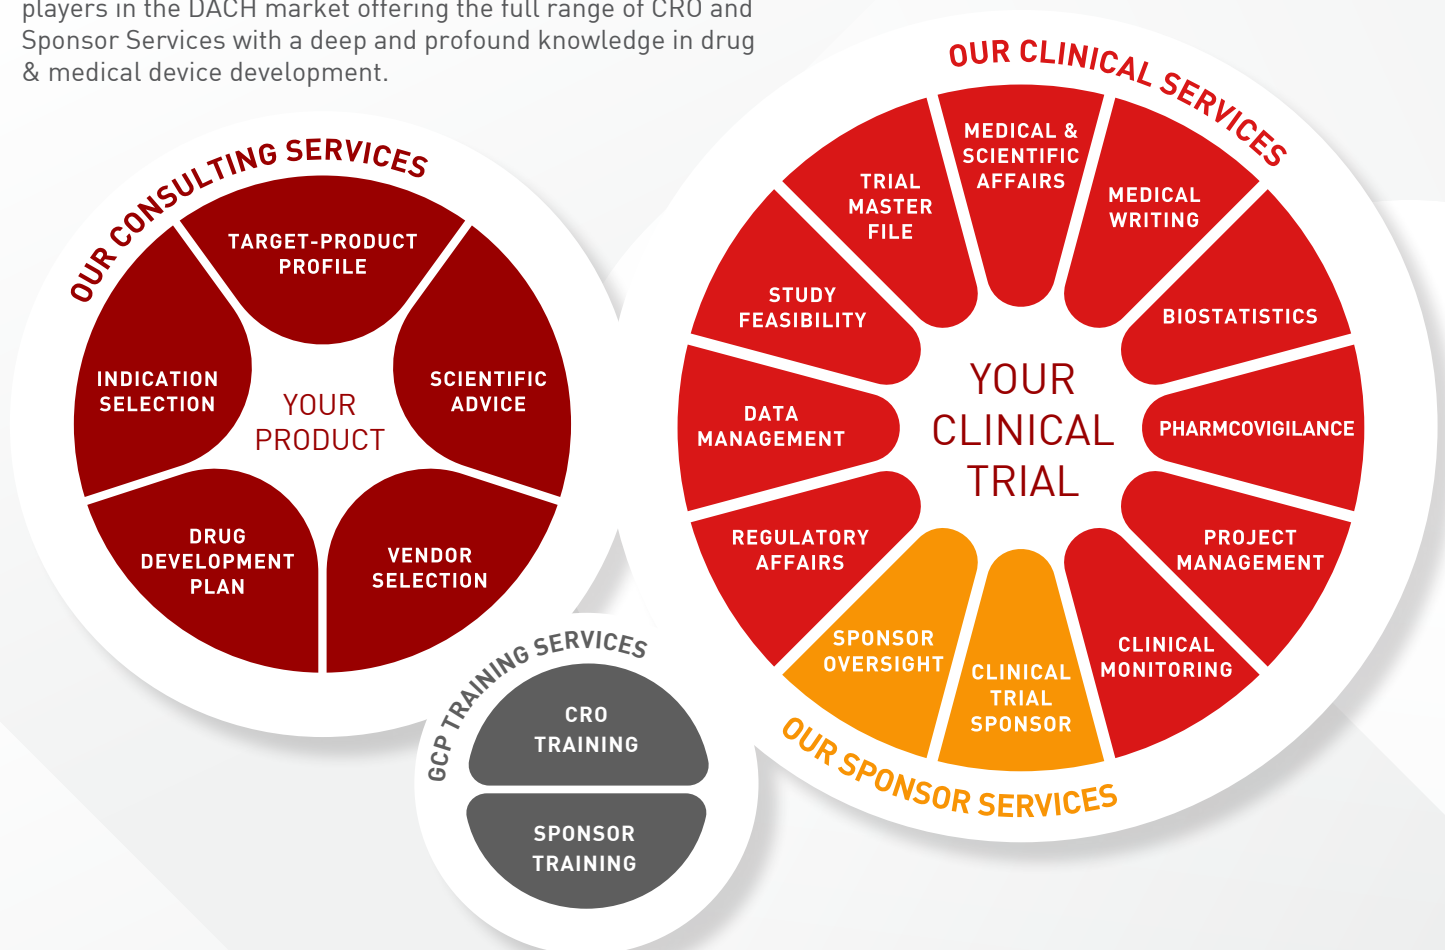 players in the DACH market offering the full range of CRO and
Sponsor Services with a deep and profound knowledge in drug
& medical device development.
OUR CONSULTING SERVICES
TARGET-PRODUCT
PROFILE
SCIENTIFIC
ADVICE
VENDOR
SELECTION
DRUG
DEVELOPMENT
PLAN
INDICATION
SELECTION
YOUR
PRODUCT
GCP TRAINING SERVICES
CRO
TRAINING
SPONSOR
TRAINING
OUR CLINICAL SERVICES
MEDICAL &
SCIENTIFIC
AFFAIRS
MEDICAL
WRITING
BIOSTATISTICS
PHARMCOVIGILANCE
PROJECT
MANAGEMENT
CLINICAL
MONITORING
CLINICAL
TRIAL
SPONSOR
SPONSOR
OVERSIGHT
REGULATORY
AFFAIRS
DATA
MANAGEMENT
STUDY
FEASIBILITY
TRIAL
MASTER
FILE
YOUR
CLINICAL
TRIAL
OUR SPONSOR SERVICES